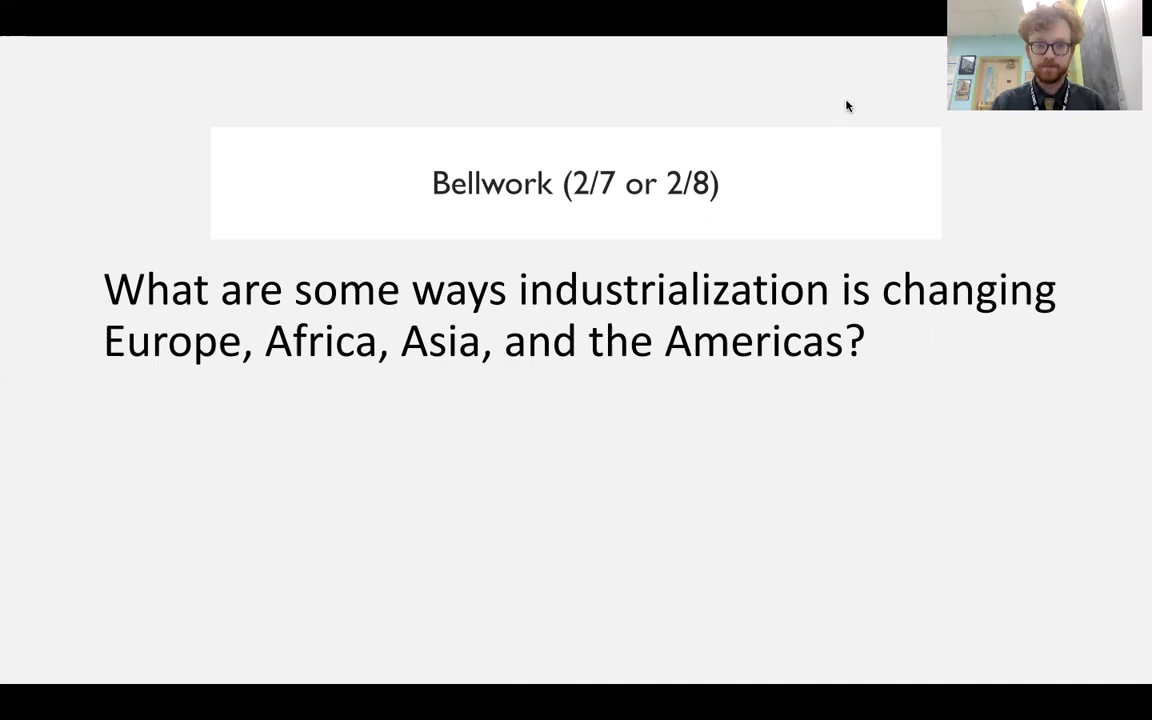 Bellwork (2/7 or 2/8)
What are some ways industrialization is changing
Europe, Africa, Asia, and the Americas?